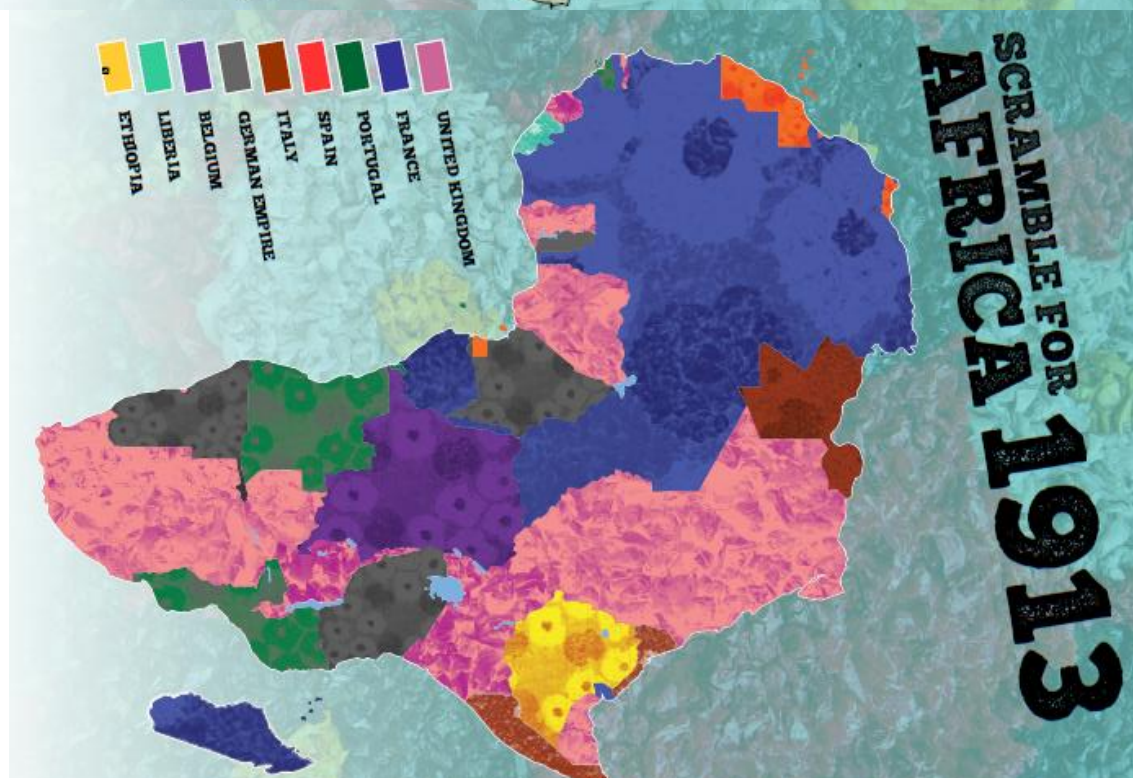 SCRAMBLE FOR
AFRICA 1913
UNITED KINGDOM
FRANCE
PORTUGAL
SPAIN
ITALY
GERMAN EMPIRE
BELGIUM
LIBERIA
ETHIOPIA